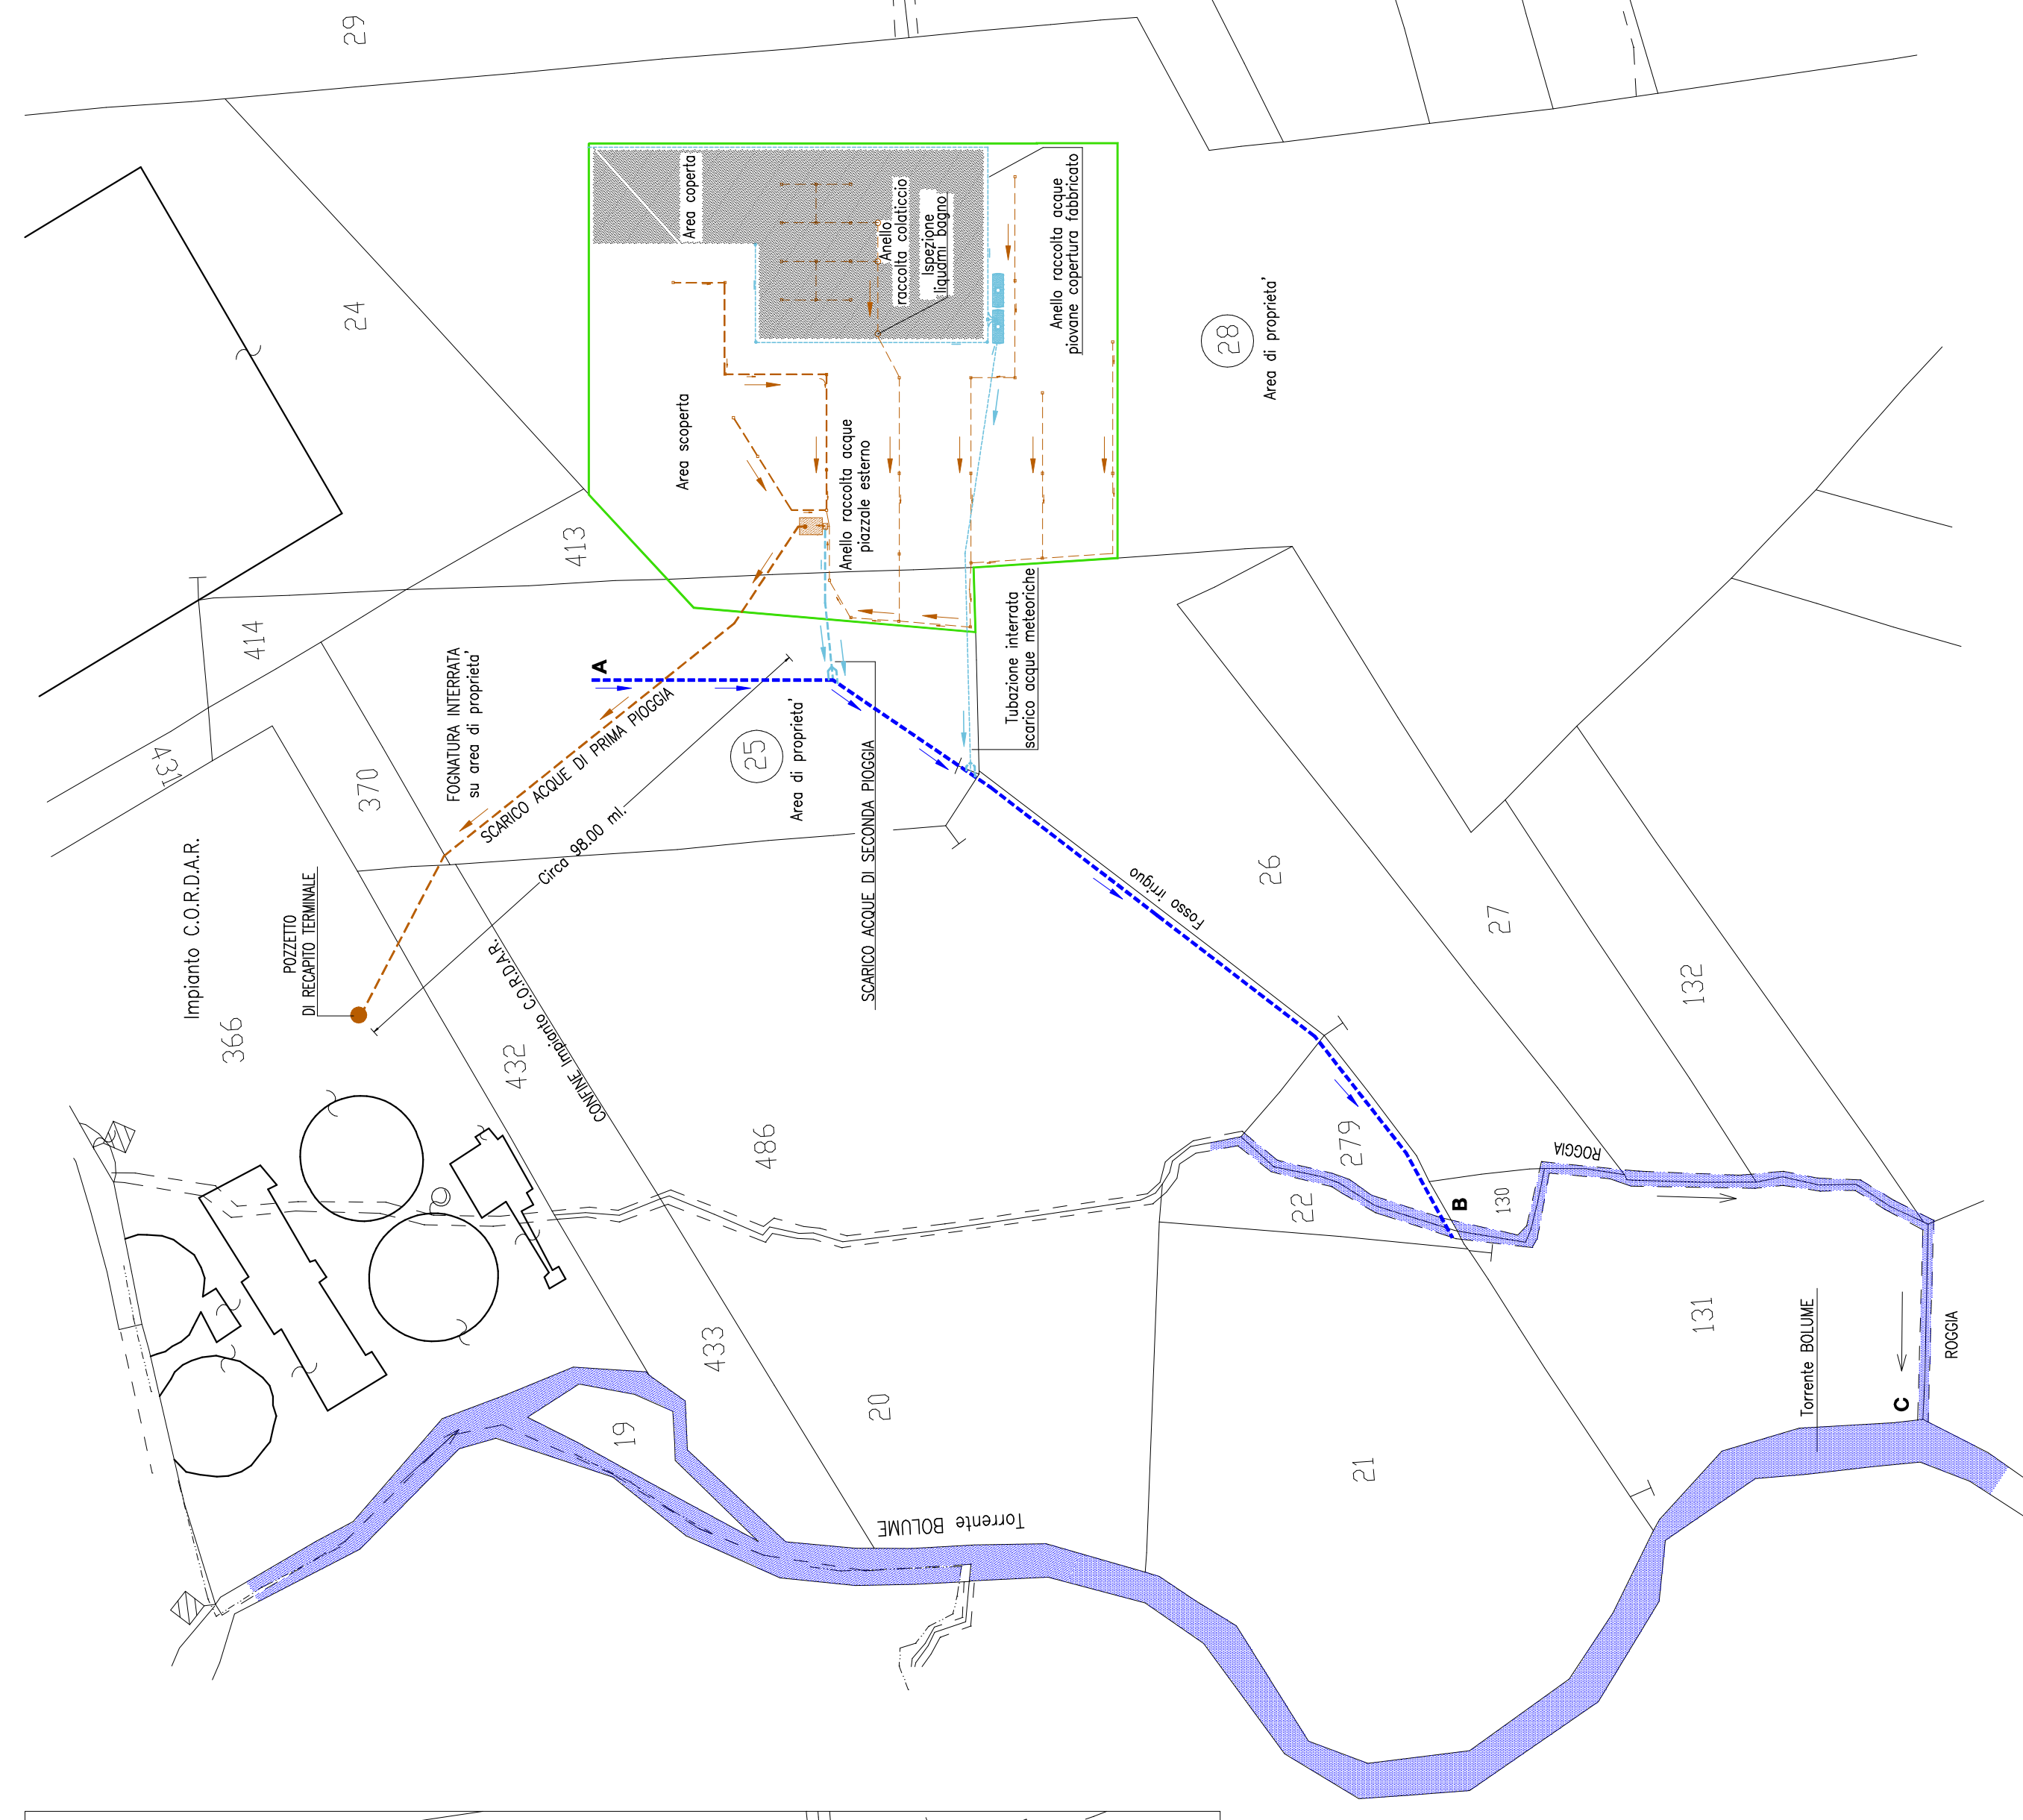 29
24
Area coperta
Anello
raccolta colaticcio
Ispezione
liquami bagno
Anello raccolta acque
piovane copertura fabbricato
28
Area di proprieta'
Area scoperta
Anello raccolta acque
piazzale esterno
413
414
431
370
FOGNATURA INTERRATA
su area di proprieta'
A
SCARICO ACQUE DI PRIMA PIOGGIA
Circa 98.00 ml.
25
Area di proprieta'
SCARICO ACQUE DI SECONDA PIOGGIA
Tubazione interrata
scarico acque meteoriche
Impianto C.O.R.D.A.R.
POZZETTO
DI RECAPITO TERMINALE
366
432
CONFINE Impianto C.O.R.D.A.R.
Fosso irriguo
26
27
132
486
279
22
B
130
ROGGIA
433
19
20
21
131
Torrente BOLUME
C
ROGGIA
Torrente BOLUME